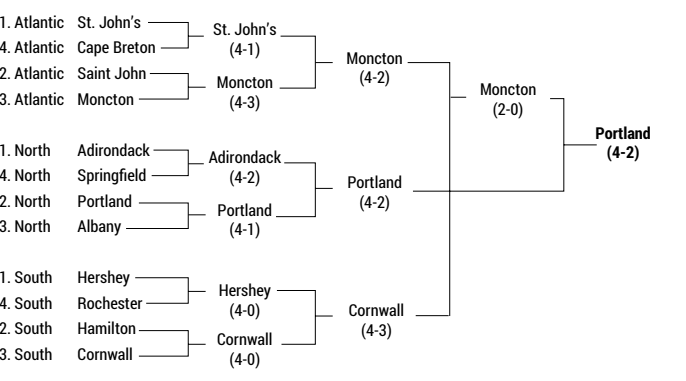 1. Atlantic St. John's
4. Atlantic Cape Breton
2. Atlantic Saint John
3. Atlantic Moncton
St. John's
(4-1)
Moncton
(4-3)
Moncton
(4-2)
Moncton
(2-0)
Portland
(4-2)
1. North Adirondack
4. North Springfield
2. North Portland
3. North Albany
Adirondack
(4-2)
Portland
(4-1)
Portland
(4-2)
1. South Hershey
4. South Rochester
2. South Hamilton
3. South Cornwall
Hershey
(4-0)
Cornwall
(4-0)
Cornwall
(4-3)